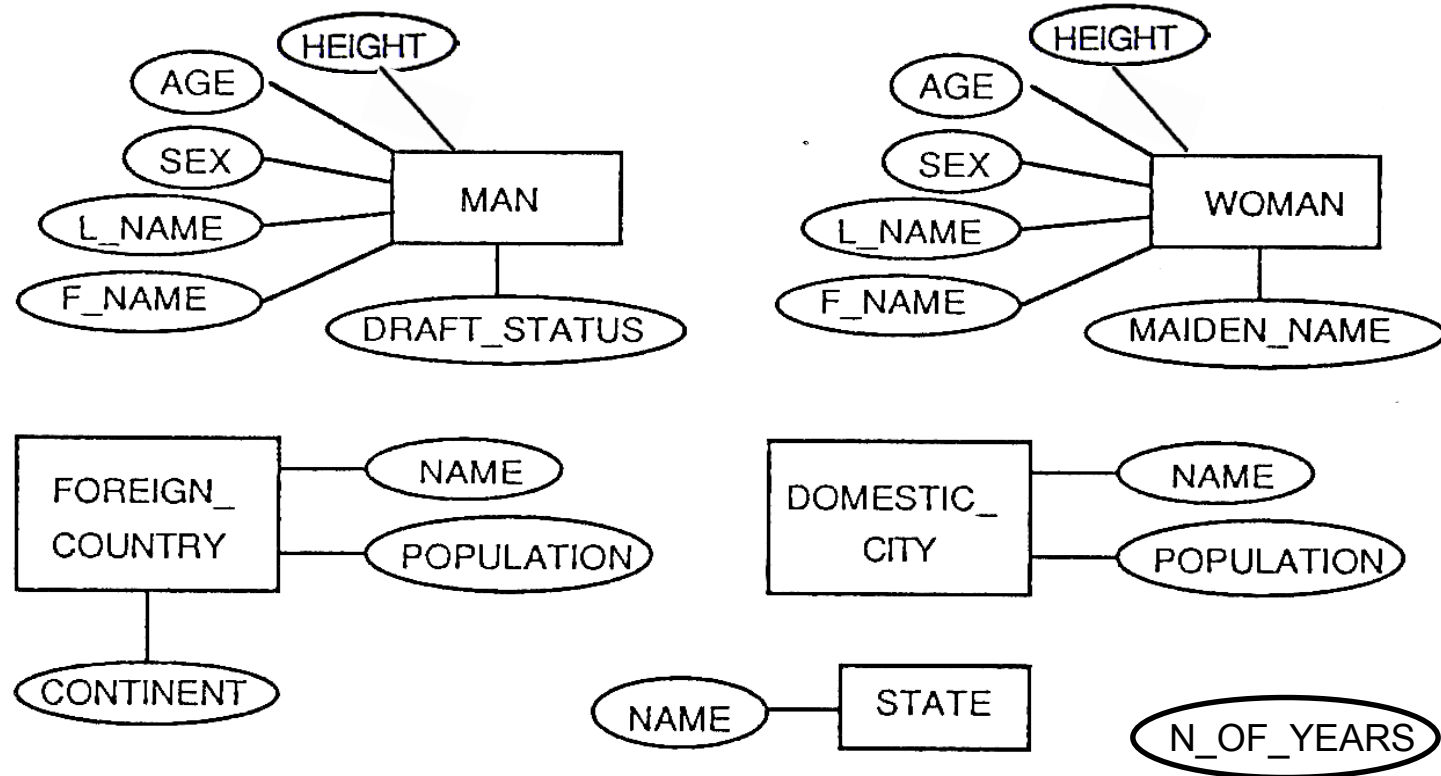 HEIGHT
AGE
SEX
L_NAME
F_NAME
MAN
DRAFT_STATUS
HEIGHT
AGE
SEX
L_NAME
F_NAME
WOMAN
MAIDEN_NAME
FOREIGN_
COUNTRY
NAME
POPULATION
CONTINENT
DOMESTIC_
CITY
NAME
POPULATION
NAME
STATE
N_OF_YEARS